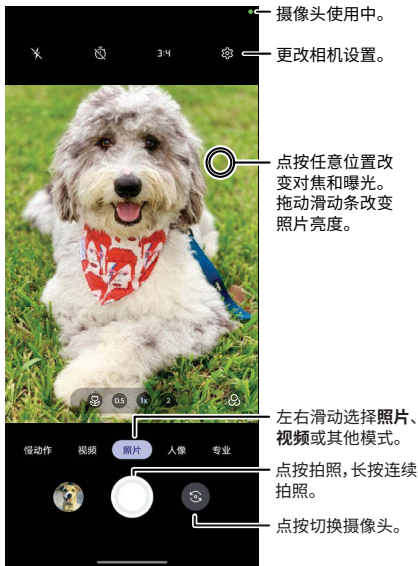 摄像头使用中。
3:4
更改相机设置。
点按任意位置改
变对焦和曝光。
拖动滑动条改变
照片亮度。
0.5
1x
2
左右滑动选择照片、
视频或其他模式。
慢动作
视频
照片
人像
专业
点按拍照,长按连续
拍照。
点按切换摄像头。